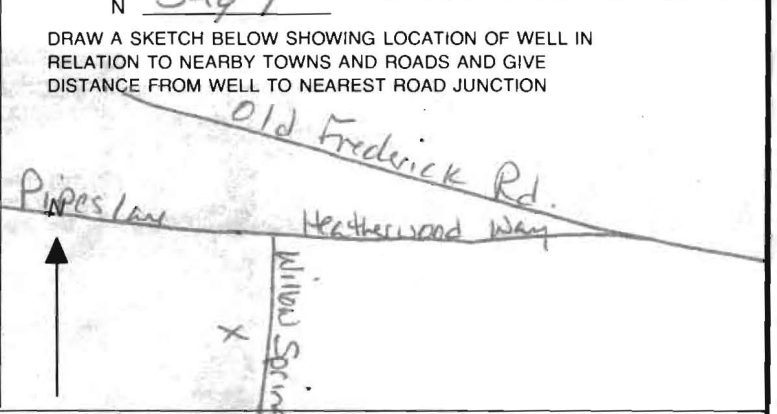 N
DRAW A SKETCH BELOW SHOWING LOCATION OF WELL IN
RELATION TO NEARBY TOWNS AND ROADS AND GIVE
DISTANCE FROM WELL TO NEAREST ROAD JUNCTION
Old Frederick Rd.
Pipes Lane
N
Heatherwood Way
Willow Spring
X